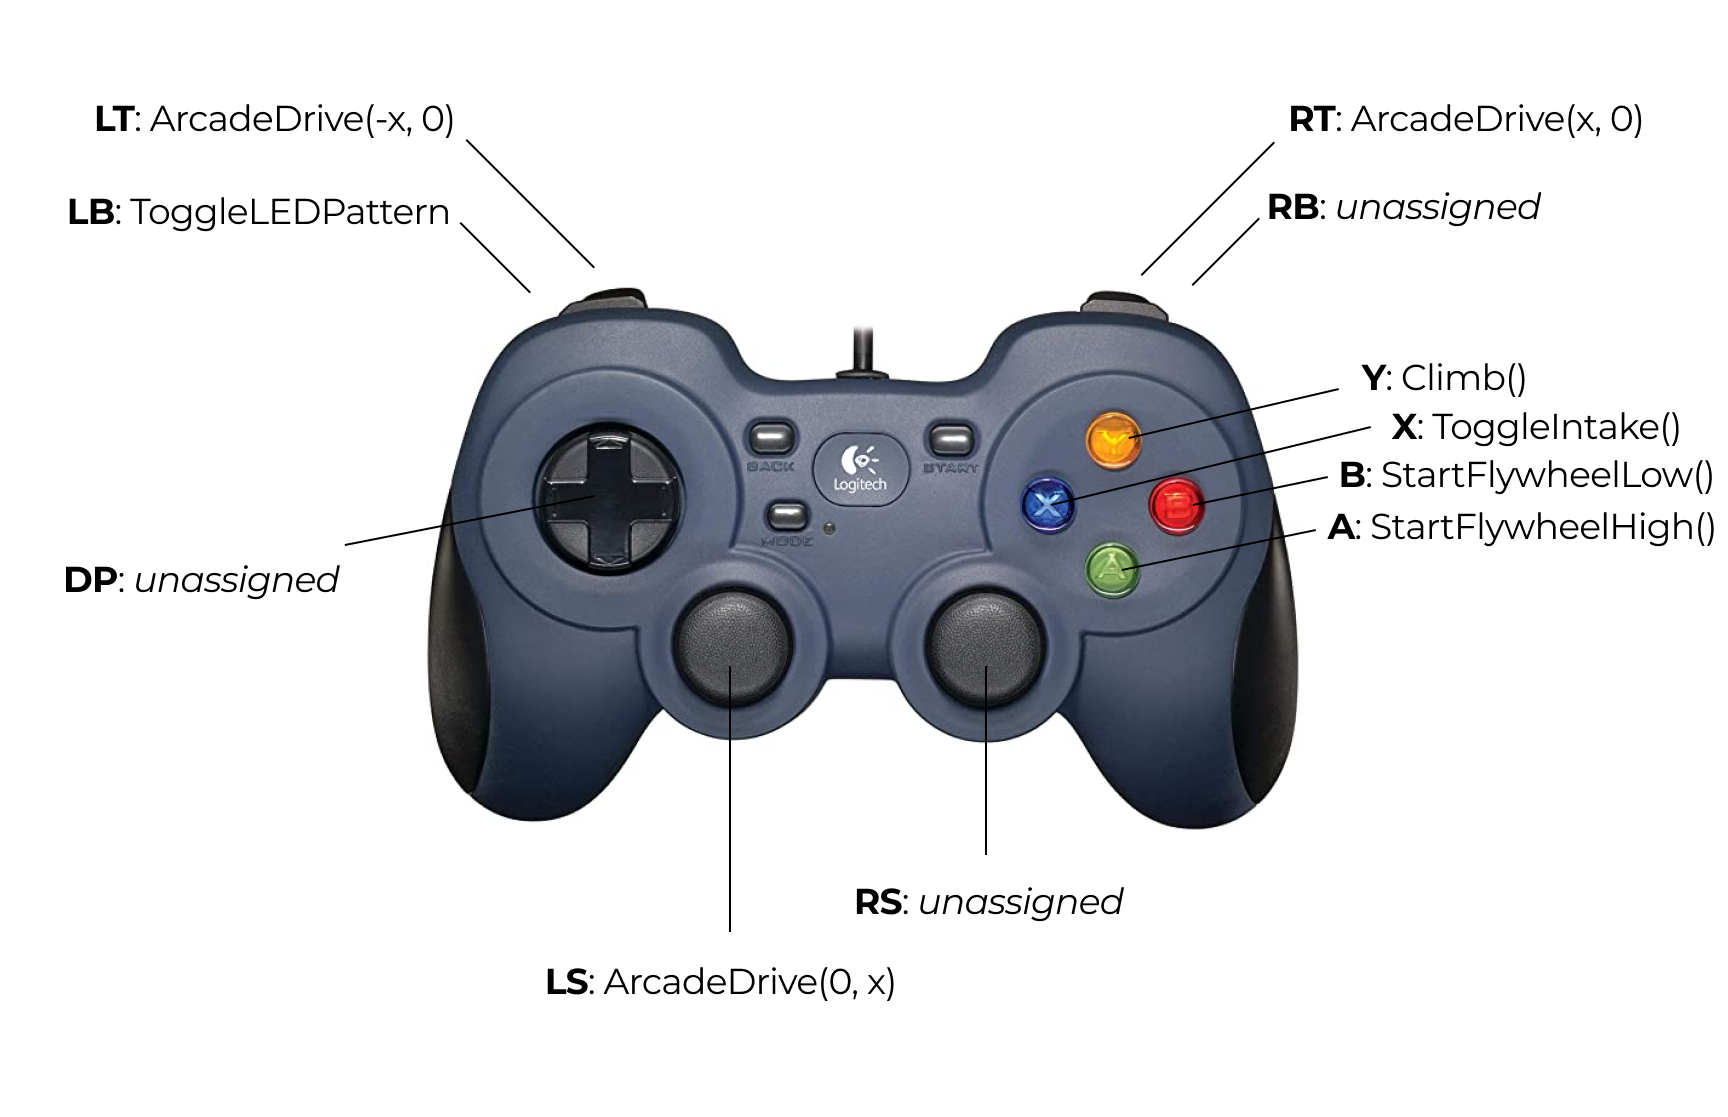 LT: ArcadeDrive(-x, 0)
RT: ArcadeDrive(x, 0)
LB: ToggleLEDPattern
RB: unassigned
Y: Climb()
X: ToggleIntake()
B: StartFlywheelLow()
A: StartFlywheelHigh()
BACK
START
Logitech
MODE
Y
X
B
A
DP: unassigned
RS: unassigned
LS: ArcadeDrive(0, x)